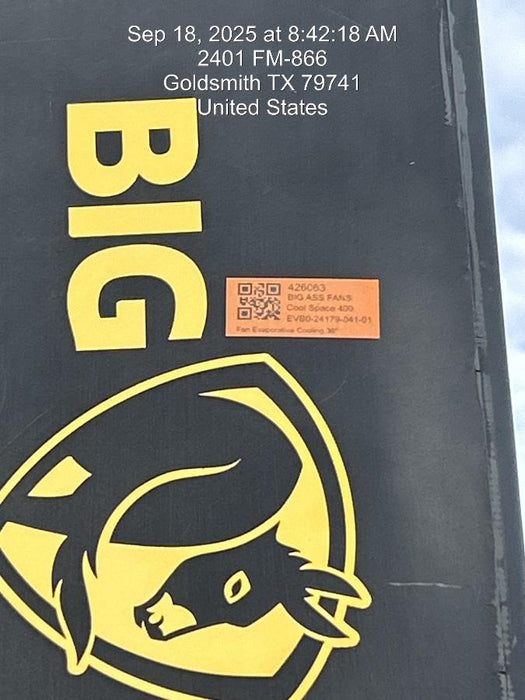 Sep 18, 2025 at 8:42:18 AM
2401 FM-866
Goldsmith TX 79741
United States
BIG
426063
BIG ASS FANS
Cool Space 400
EVB0-24179-041-01
Fan Evaporative Cooling 36"